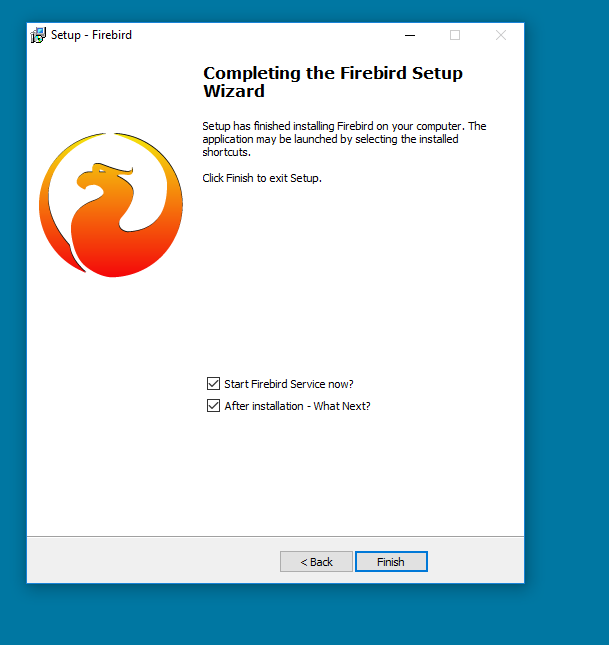 Setup - Firebird
Completing the Firebird Setup
Wizard
Setup has finished installing Firebird on your computer. The
application may be launched by selecting the installed
shortcuts.
Click Finish to exit Setup.
Start Firebird Service now?
After installation - What Next?
< Back
Finish